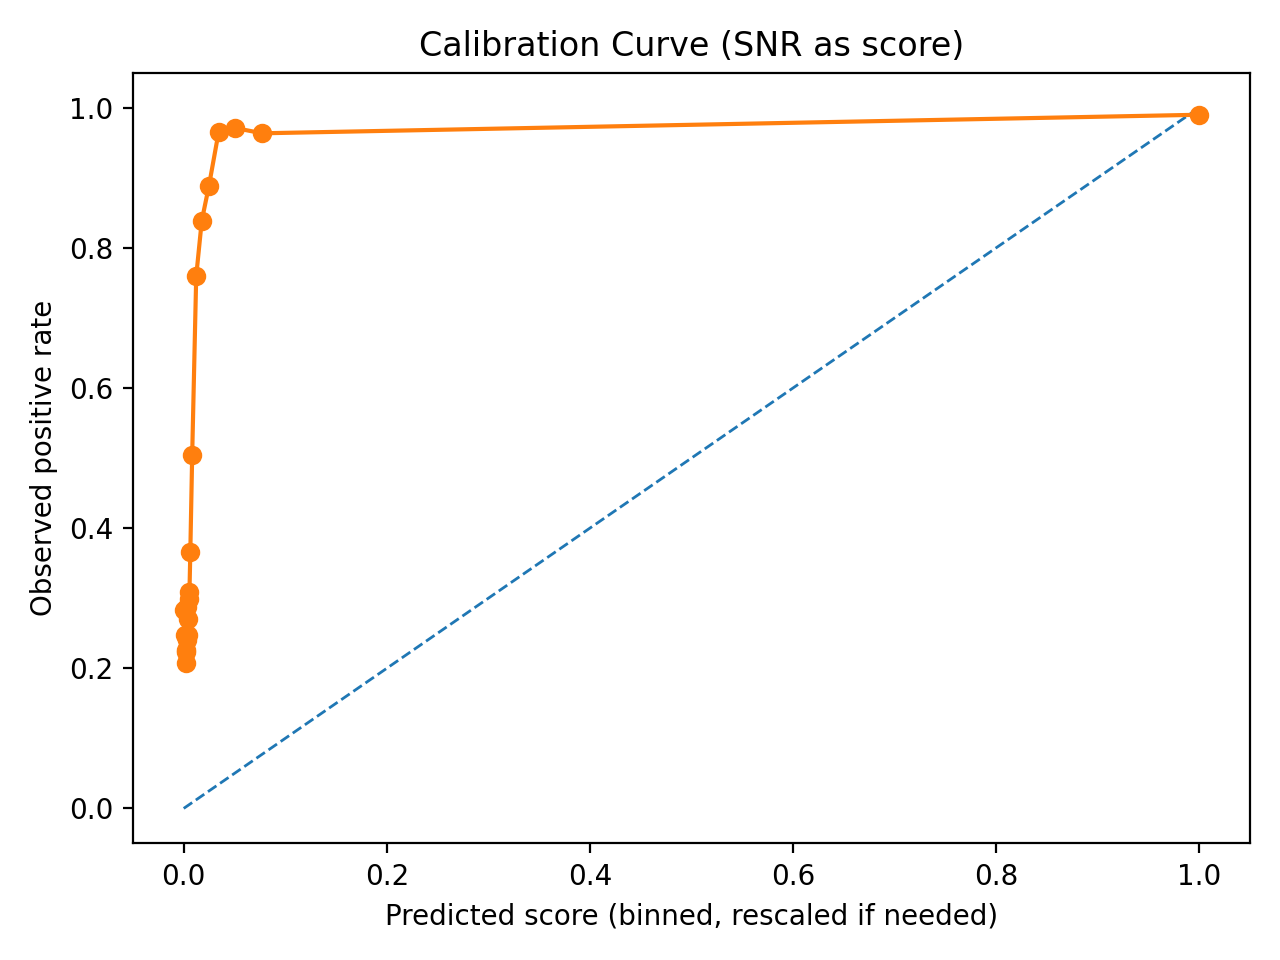 Calibration Curve (SNR as score)
1.0
0.8
0.6
0.4
0.2
0.0
Observed positive rate
0.0 0.2 0.4 0.6 0.8 1.0
Predicted score (binned, rescaled if needed)